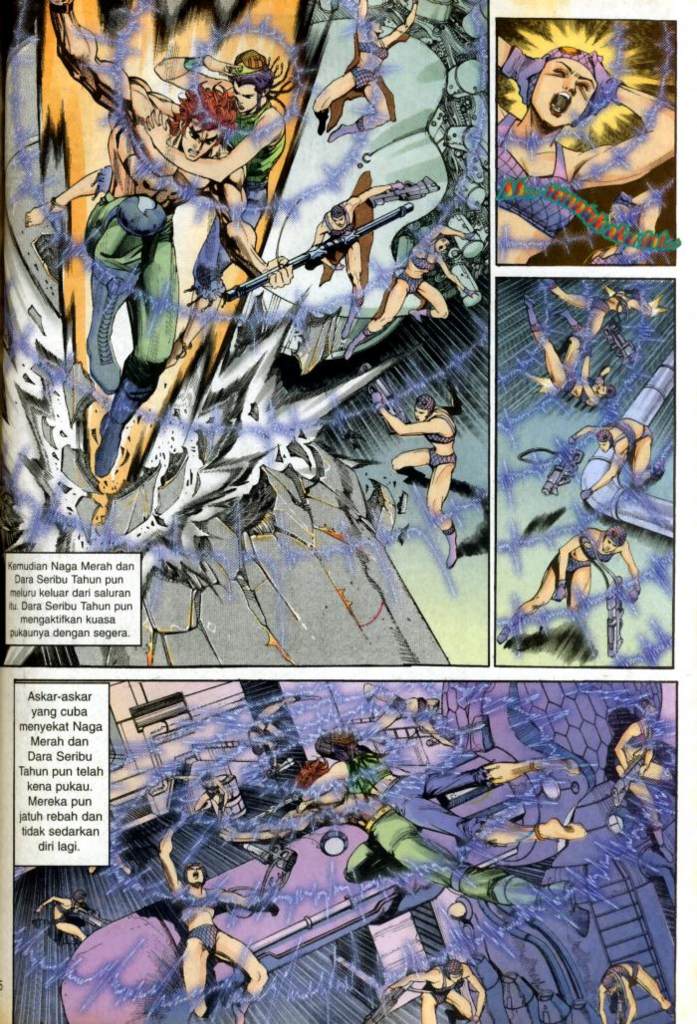 Kemudian Naga Merah dan
Dara Seribu Tahun pun
meluru keluar dari saluran
itu. Dara Seribu Tahun pun
mengaktifkan kuasa
pukaunya dengan segera.
Askar-askar
yang cuba
menyekat Naga
Merah dan
Dara Seribu
Tahun pun telah
kena pukau.
Mereka pun
jatuh rebah dan
tidak sedarkan
diri lagi.